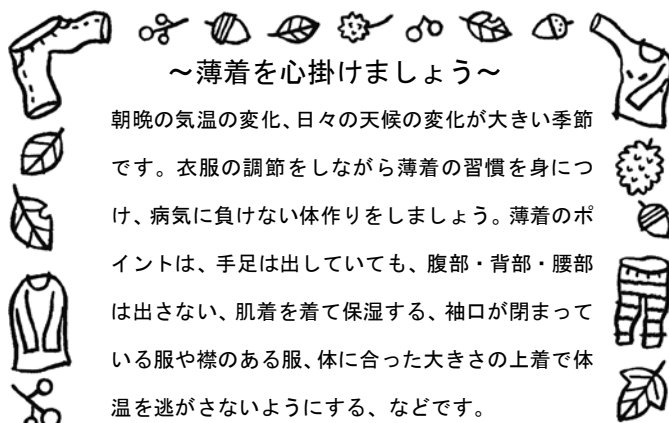 ～薄着を心掛けましょう～
朝晩の気温の変化、日々の天候の変化が大きい季節
です。衣服の調節をしながら薄着の習慣を身につ
け、病気に負けない体作りをしましょう。薄着のポ
イントは、手足は出していても、腹部・背部・腰部
は出さない、肌着を着て保湿する、袖口が閉まって
いる服や襟のある服、体に合った大きさの上着で体
温を逃がさないようにする、などです。